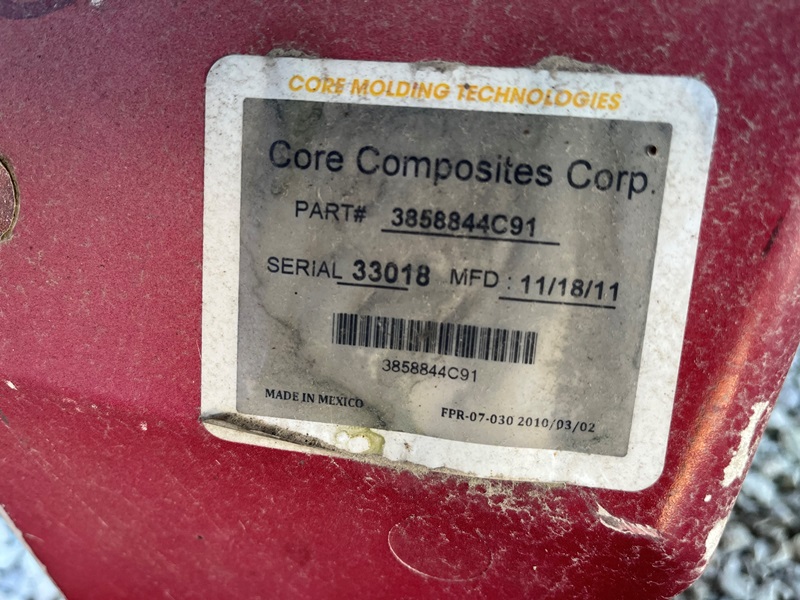 CORE MOLDING TECHNOLOGIES
Core Composites Corp.
PART# 3858844C91
SERIAL 33018 MFD : 11/18/11
3858844C91
MADE IN MEXICO
FPR-07-030 2010/03/02